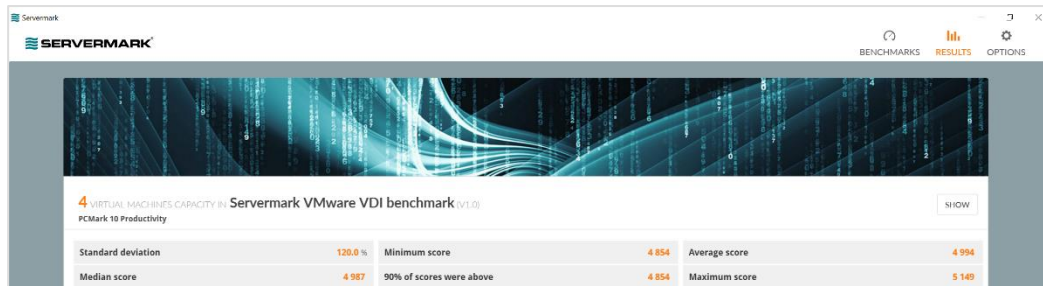 Servermark
SERVERMARK
BENCHMARKS RESULTS OPTIONS
4 VIRTUAL MACHINES CAPACITY IN Servermark VMware VDI benchmark (V1.0)
SHOW
PCMark 10 Productivity
Standard deviation 120.0 % Minimum score 4 854 Average score 4 994
Median score 4 987 90% of scores were above 4 854 Maximum score 5 149